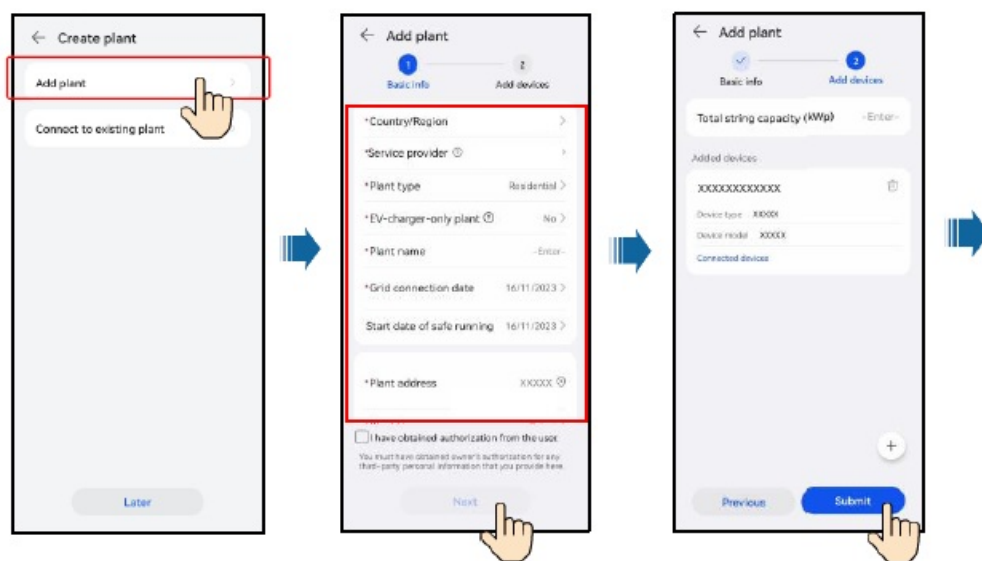 Create plant
Add plant
Connect to existing plant
Later
Add plant
1
2
Basic info
Add devices
*Country/Region
*Service provider
*Plant type Residential
*EV-charger-only plant No
*Plant name -Enter-
*Grid connection date 16/11/2023
Start date of safe running 16/11/2023
*Plant address XXXXX
I have obtained authorization from the user.
You must have obtained owner's authorization for any
third-party personal information that you provide here.
Next
Add plant
2
Basic info
Add devices
Total string capacity (kWp) -Enter-
Added devices
XXXXXXXXXXXX
Device type XXXXX
Device model XXXXX
Connected devices
Previous
Submit